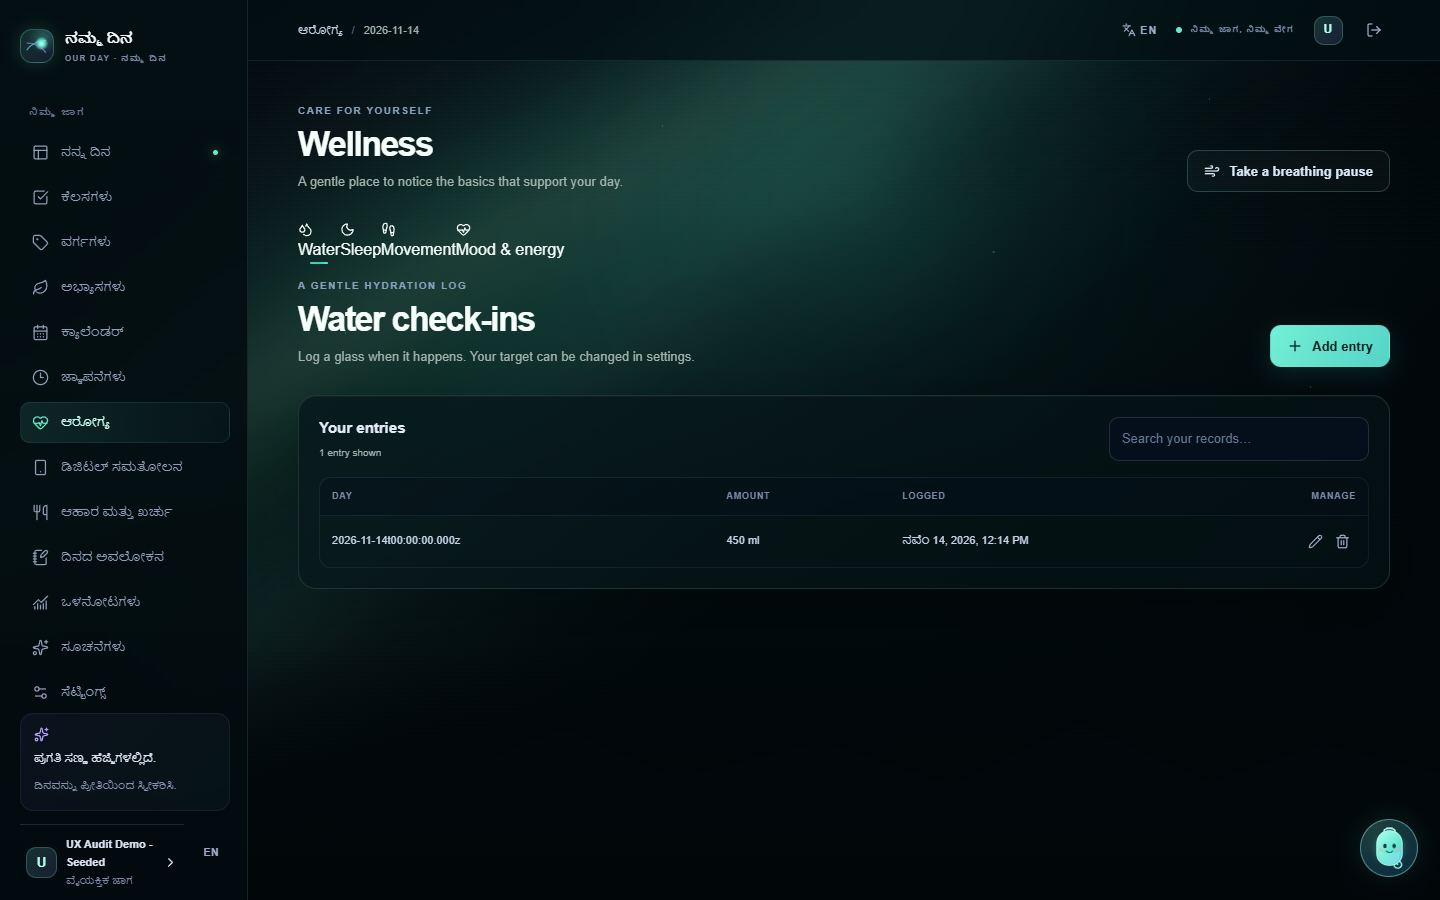 ನಮ್ಮ ದಿನ
OUR DAY - ನಮ್ಮ ದಿನ
ಆರೋಗ್ಯ / 2026-11-14
EN
ನಿಮ್ಮ ಜಾಗ, ನಿಮ್ಮ ವೇಗ
U
ನಿಮ್ಮ ಜಾಗ
ನನ್ನ ದಿನ
ಕೆಲಸಗಳು
ವರ್ಗಗಳು
ಅಭ್ಯಾಸಗಳು
ಕ್ಯಾಲೆಂಡರ್
ಜ್ಞಾಪನೆಗಳು
ಆರೋಗ್ಯ
ಡಿಜಿಟಲ್ ಸಮತೋಲನ
ಆಹಾರ ಮತ್ತು ಖರ್ಚು
ದಿನದ ಅವಲೋಕನ
ಒಳನೋಟಗಳು
ಸೂಚನೆಗಳು
ಸೆಟ್ಟಿಂಗ್ಸ್
ಪ್ರಗತಿ ಸಣ್ಣ ಹೆಜ್ಜೆಗಳಲ್ಲಿದೆ.
ದಿನವನ್ನು ಪ್ರೀತಿಯಿಂದ ಸ್ವೀಕರಿಸಿ.
U
UX Audit Demo -
Seeded
ವೈಯಕ್ತಿಕ ಜಾಗ
EN
CARE FOR YOURSELF
Wellness
A gentle place to notice the basics that support your day.
Take a breathing pause
Water Sleep Movement Mood & energy
A GENTLE HYDRATION LOG
Water check-ins
Log a glass when it happens. Your target can be changed in settings.
Add entry
Your entries
1 entry shown
Search your records...
DAY AMOUNT LOGGED MANAGE
2026-11-14t00:00:00.000z 450 ml ನವೆಂ 14, 2026, 12:14 PM